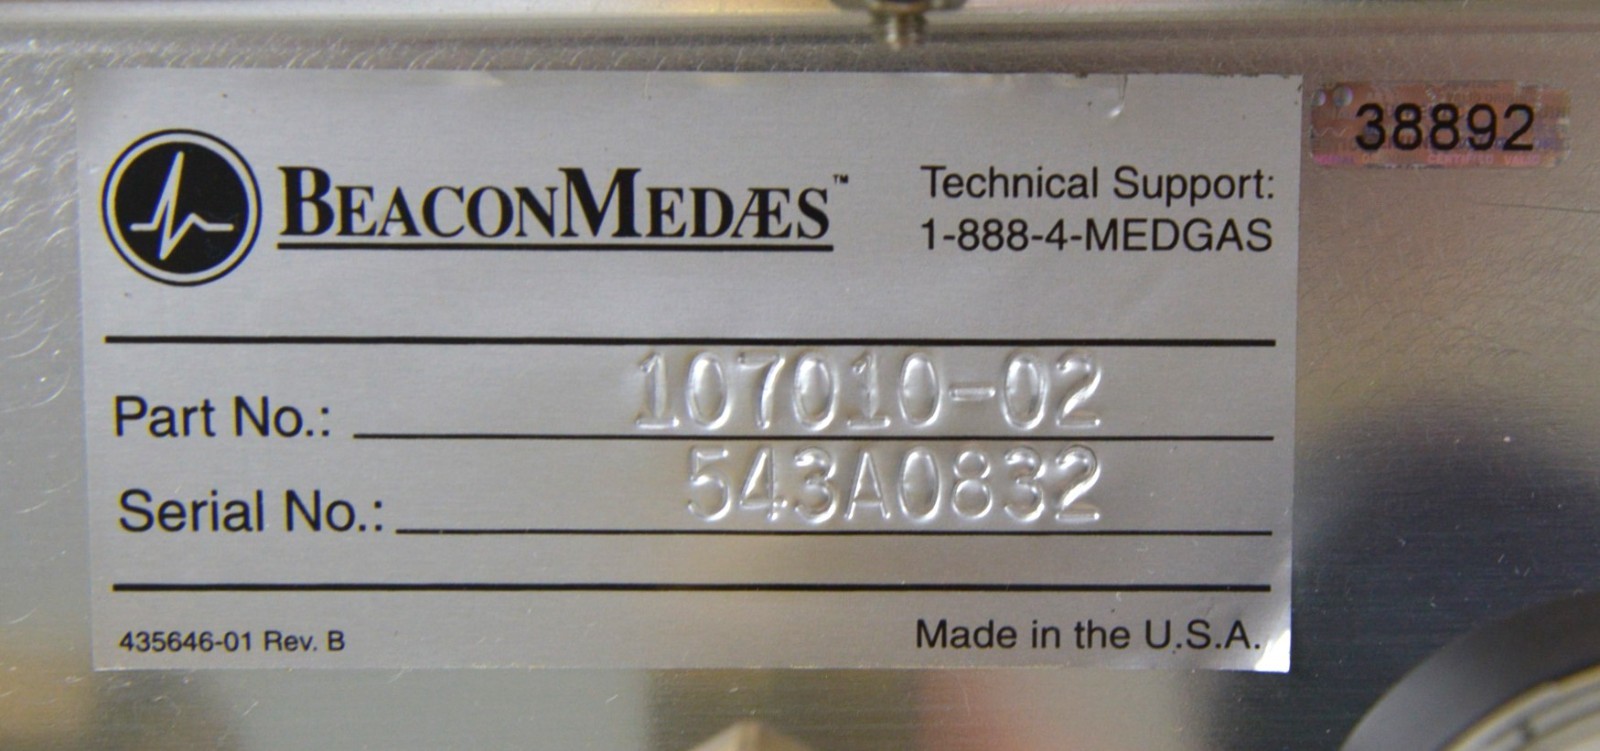 BEACONMEDÆS™
Technical Support:
1-888-4-MEDGAS
38892
Part No.: 107010-02
Serial No.: 543A0832
435646-01 Rev. B
Made in the U.S.A.